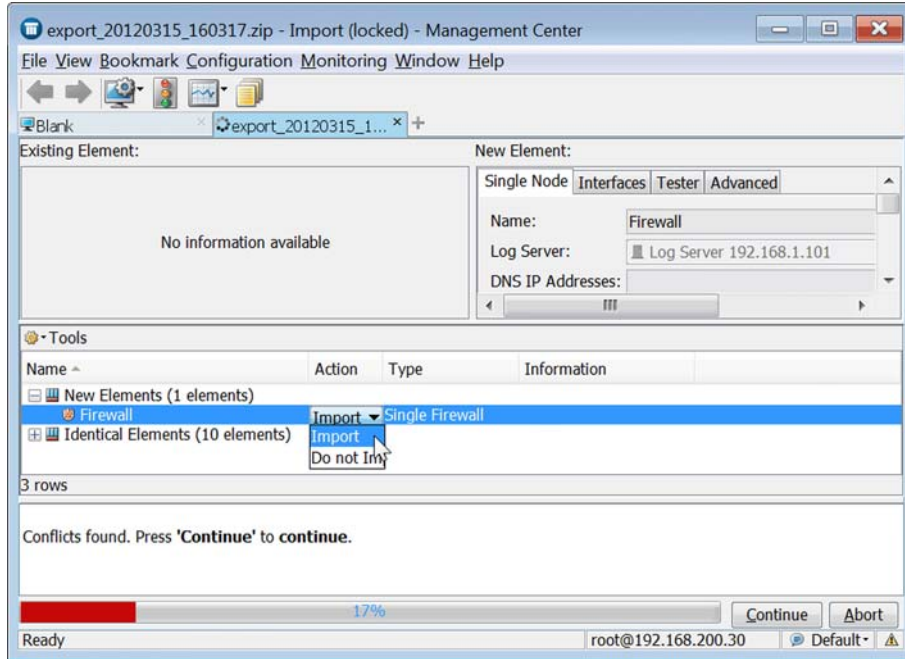 export_20120315_160317.zip - Import (locked) - Management Center
File View Bookmark Configuration Monitoring Window Help
Blank export_20120315_1... +
Existing Element: New Element:
No information available
Single Node Interfaces Tester Advanced
Name: Firewall
Log Server: Log Server 192.168.1.101
DNS IP Addresses:
Tools
Name Action Type Information
New Elements (1 elements)
Firewall Import Single Firewall
Identical Elements (10 elements) Import
Do not Im
3 rows
Conflicts found. Press 'Continue' to continue.
17% Continue Abort
Ready root@192.168.200.30 Default